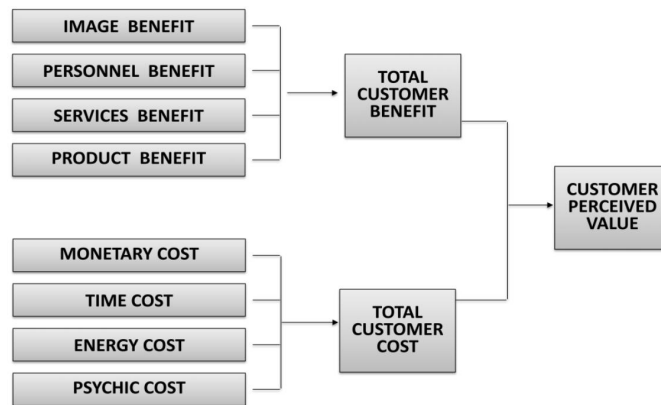 IMAGE BENEFIT
PERSONNEL BENEFIT
SERVICES BENEFIT
PRODUCT BENEFIT
TOTAL
CUSTOMER
BENEFIT
MONETARY COST
TIME COST
ENERGY COST
PSYCHIC COST
TOTAL
CUSTOMER
COST
CUSTOMER
PERCEIVED
VALUE